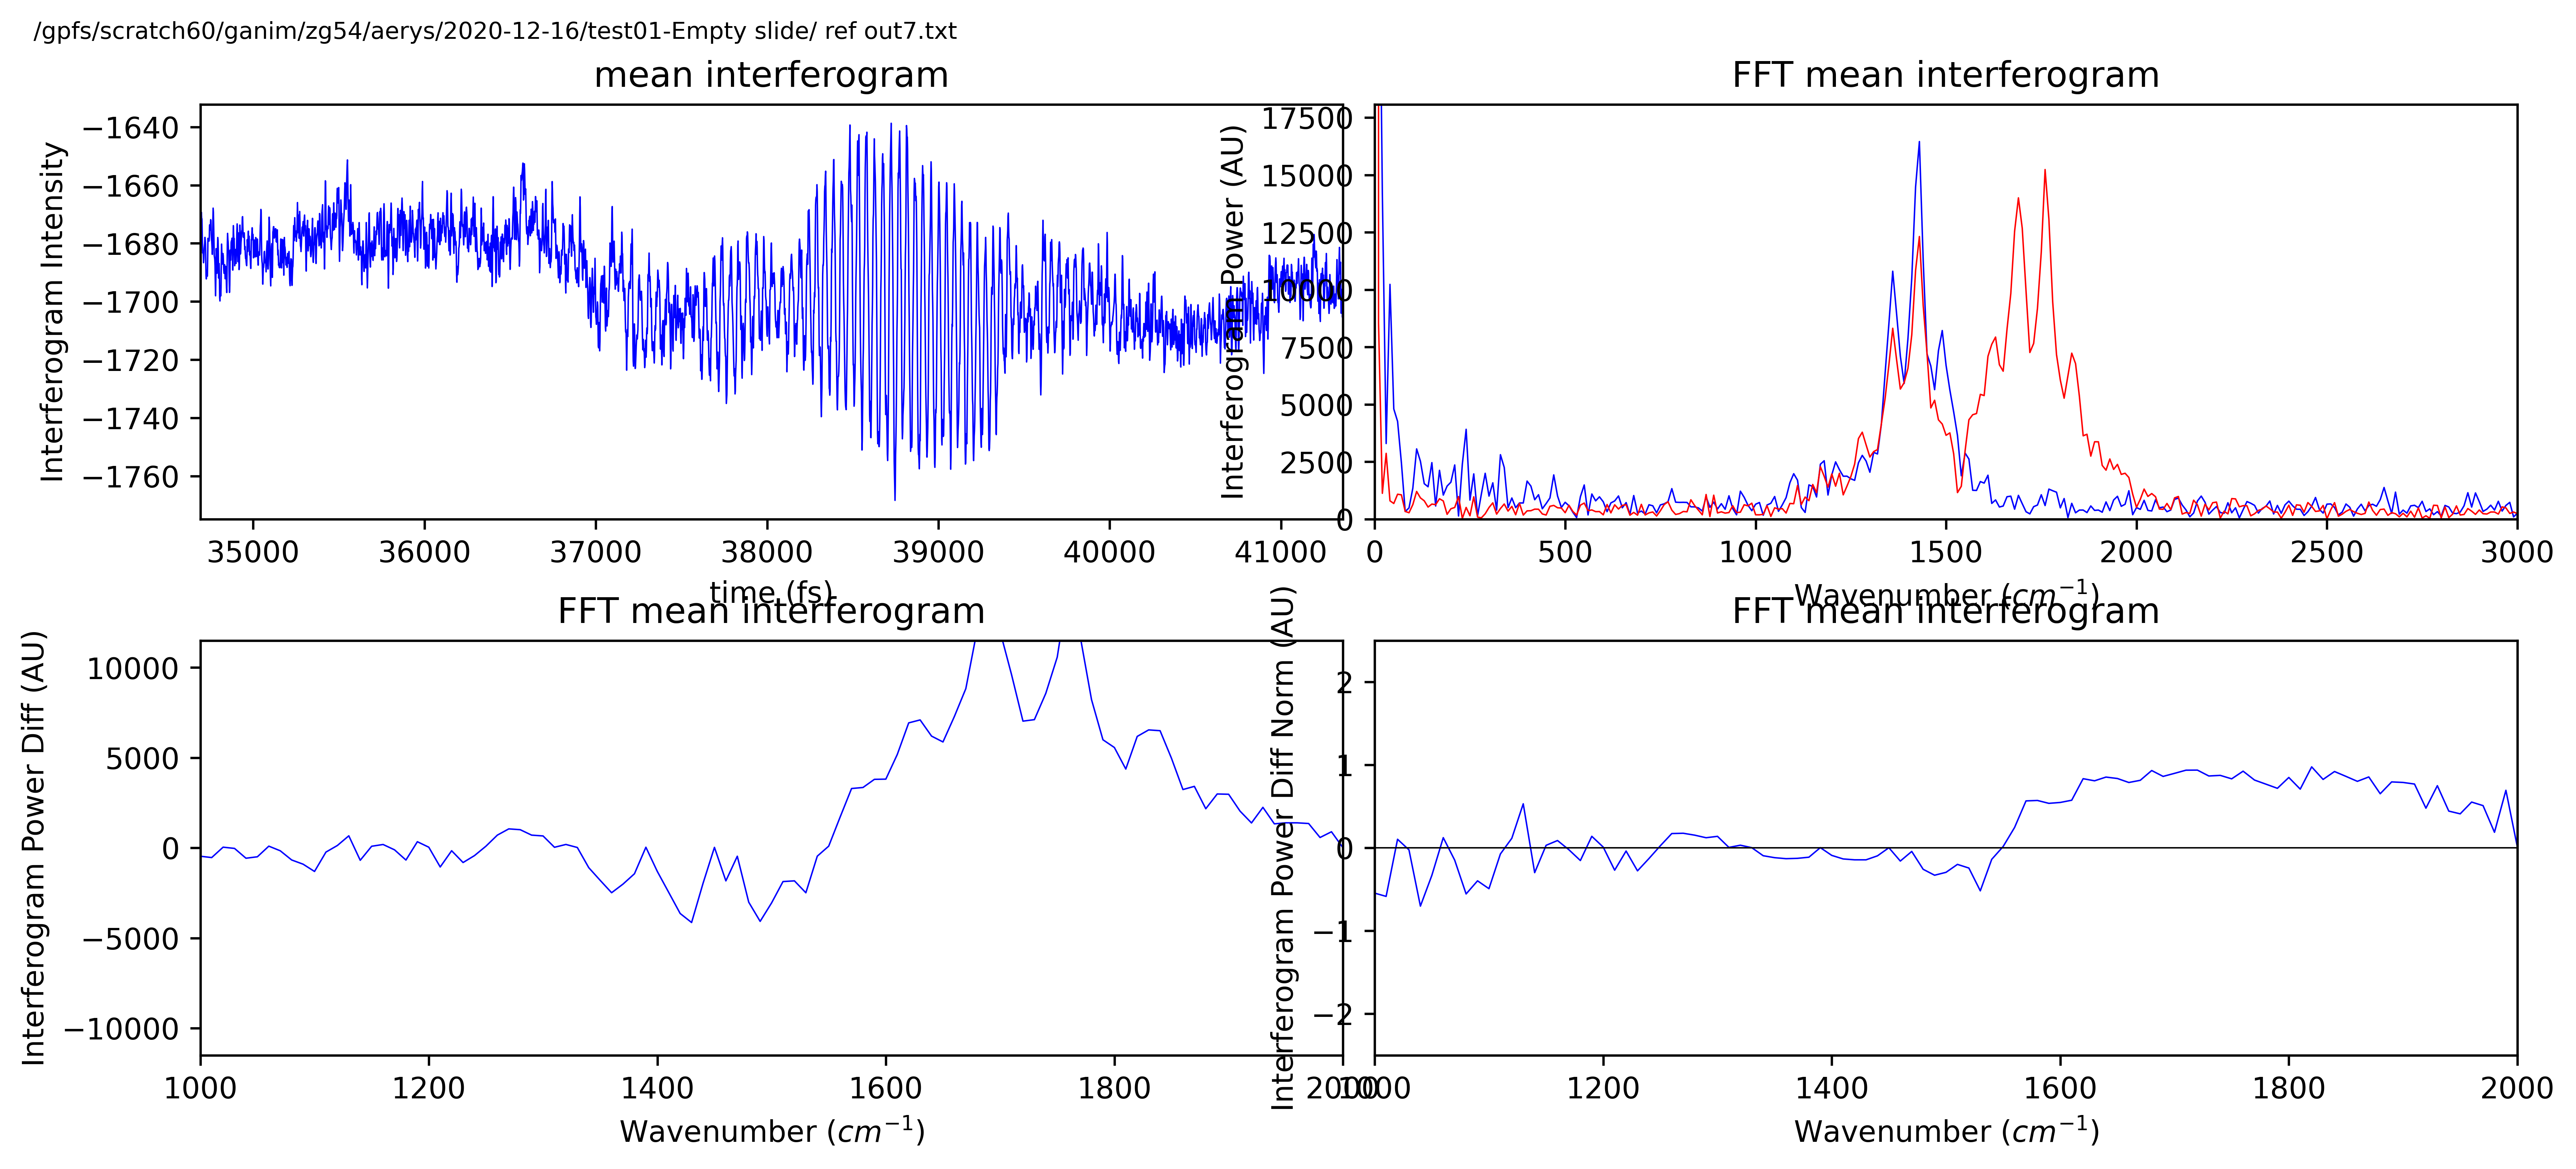 /gpfs/scratch60/ganim/zg54/aerys/2020-12-16/test01-Empty slide/ ref out7.txt
mean interferogram
Interferogram Intensity
−1640
−1660
−1680
−1700
−1720
−1740
−1760
35000 36000 37000 38000 39000 40000 41000
time (fs)
FFT mean interferogram
Interferogram Power (AU)
17500
15000
12500
10000
7500
5000
2500
0
0 500 1000 1500 2000 2500 3000
Wavenumber (cm⁻¹)
FFT mean interferogram
Interferogram Power Diff (AU)
10000
5000
0
−5000
−10000
1000 1200 1400 1600 1800 2000
Wavenumber (cm⁻¹)
FFT mean interferogram
Interferogram Power Diff Norm (AU)
2
1
0
−1
−2
1000 1200 1400 1600 1800 2000
Wavenumber (cm⁻¹)